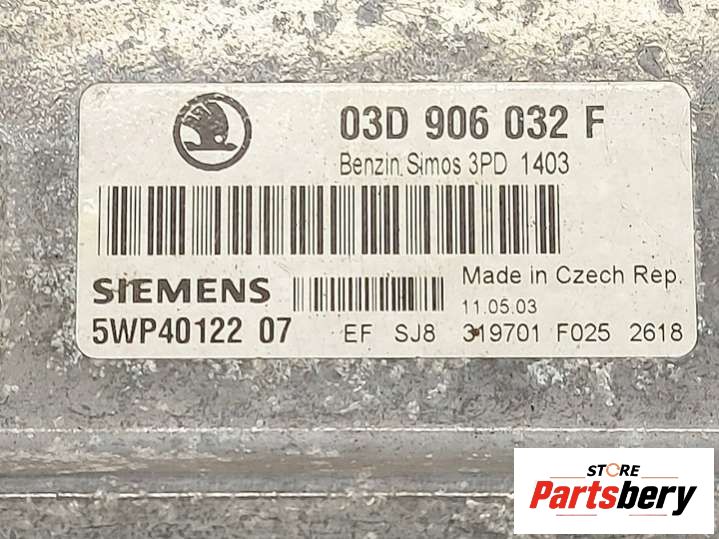 03D 906 032 F
Benzin Simos 3PD 1403
SIEMENS
Made in Czech Rep.
11.05.03
5WP40122 07 EF SJ8 319701 F025 2618
STORE
Partsbery